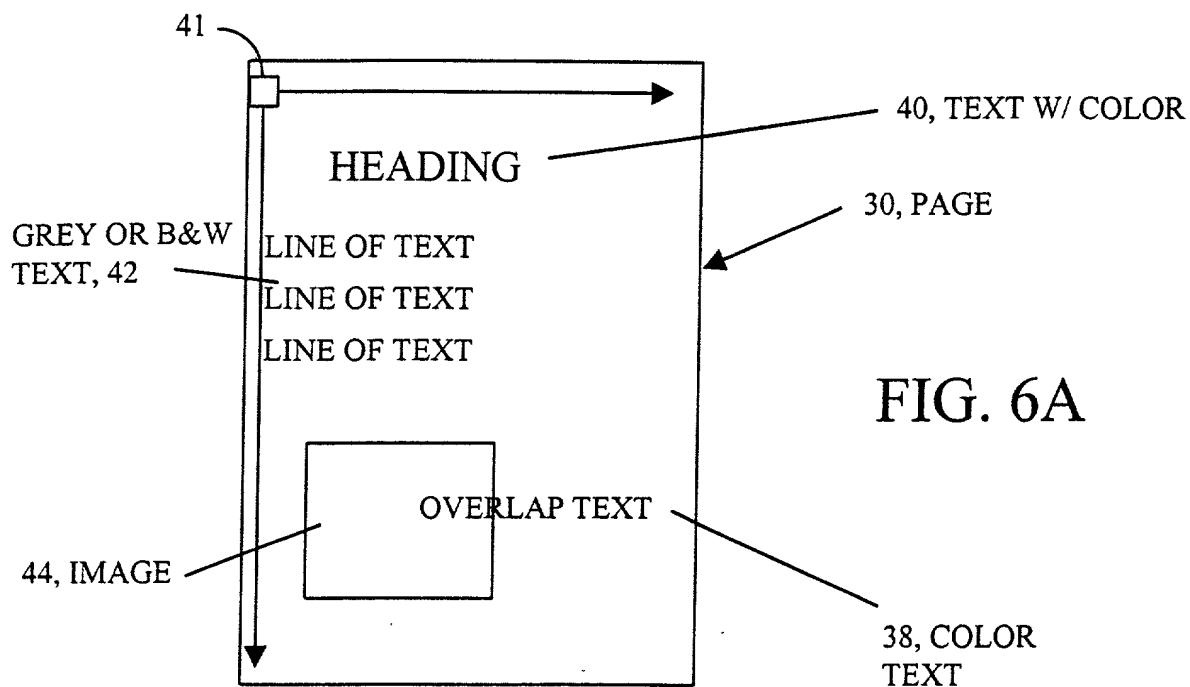 41
40, TEXT W/ COLOR
HEADING
30, PAGE
GREY OR B&W
TEXT, 42
LINE OF TEXT
LINE OF TEXT
LINE OF TEXT
FIG. 6A
OVERLAP TEXT
44, IMAGE
38, COLOR
TEXT